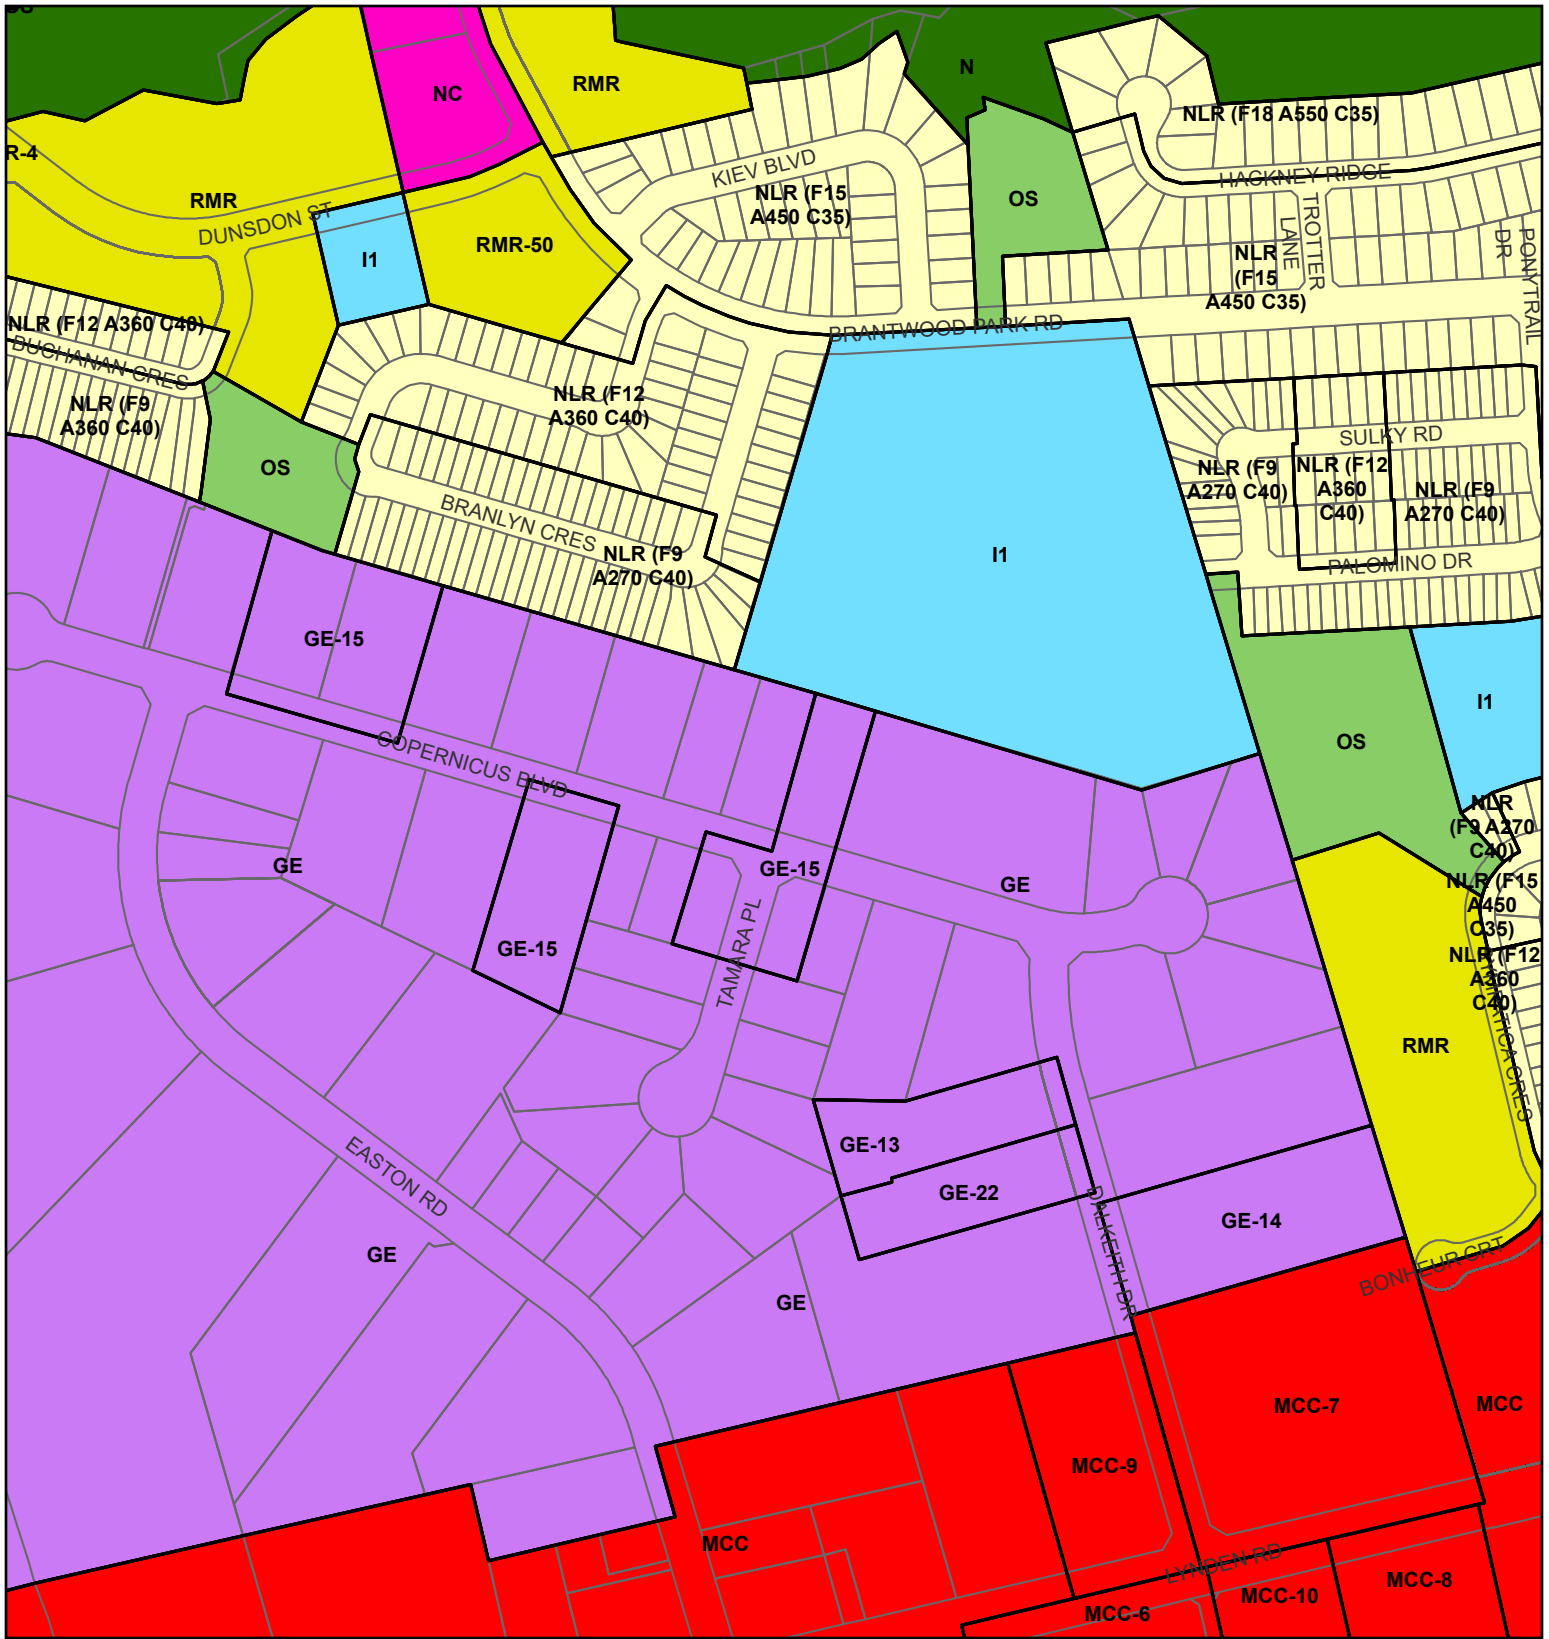 OS
N
NC
RMR
NLR (F18 A550 C35)
R-4
KIEV BLVD
HACKNEY RIDGE
RMR
NLR (F15
A450 C35)
OS
TROTTER
LANE
DUNSDON ST
RMR-50
I1
NLR
(F15
A450 C35)
PONYTRAIL
DR
NLR (F12 A360 C40)
BRANTWOOD PARK RD
BUCHANAN CRES
NLR (F9
A360 C40)
NLR (F12
A360 C40)
SULKY RD
OS
NLR (F9
A270 C40)
NLR (F12
A360
C40)
NLR (F9
A270 C40)
BRANLYN CRES
NLR (F9
A270 C40)
I1
PALOMINO DR
GE-15
I1
OS
COPERNICUS BLVD
NLR
(F9 A270
C40)
GE
GE-15
GE
NLR (F15
A450
C35)
GE-15
TAMARA PL
NLR (F12
A360
C40)
RMR
GE-13
EASTON RD
GE-22
DALKEITH DR
GE-14
GE
BONHEUR CRT
GE
MCC-7
MCC
MCC-9
MCC
LYNDEN RD
MCC-8
MCC-10
MCC-6